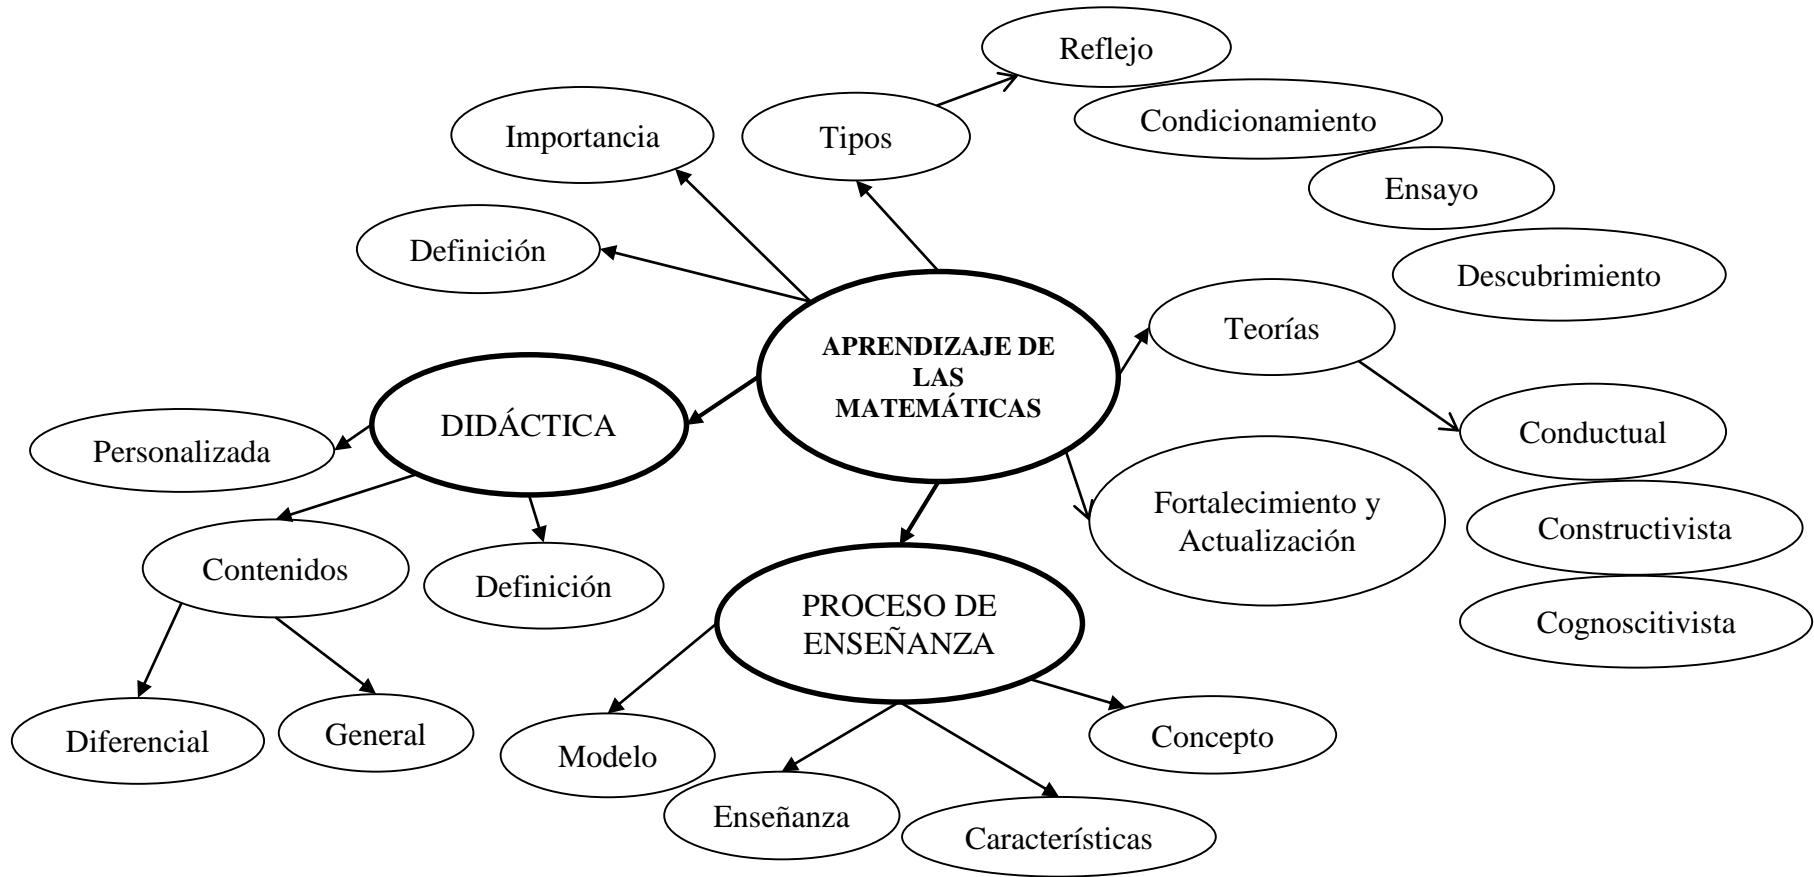 Reflejo
Condicionamiento
Importancia
Tipos
Ensayo
Definición
Descubrimiento
Teorías
APRENDIZAJE DE
LAS
MATEMÁTICAS
DIDÁCTICA
Personalizada
Conductual
Fortalecimiento y
Actualización
Constructivista
Contenidos
Definición
PROCESO DE
ENSEÑANZA
Cognoscitivista
Diferencial
General
Modelo
Concepto
Enseñanza
Características